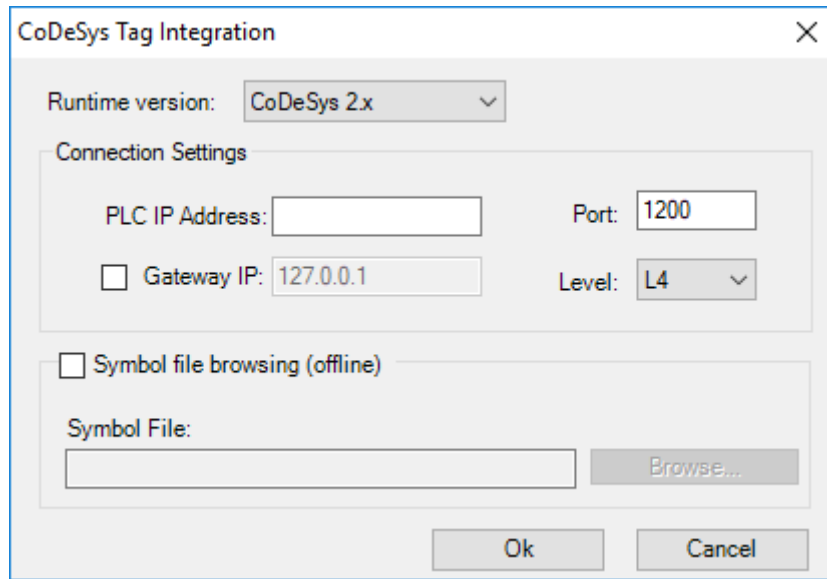 CoDeSys Tag Integration
Runtime version: CoDeSys 2.x
Connection Settings
PLC IP Address: Port: 1200
Gateway IP: 127.0.0.1 Level: L4
Symbol file browsing (offline)
Symbol File:
Browse...
Ok Cancel